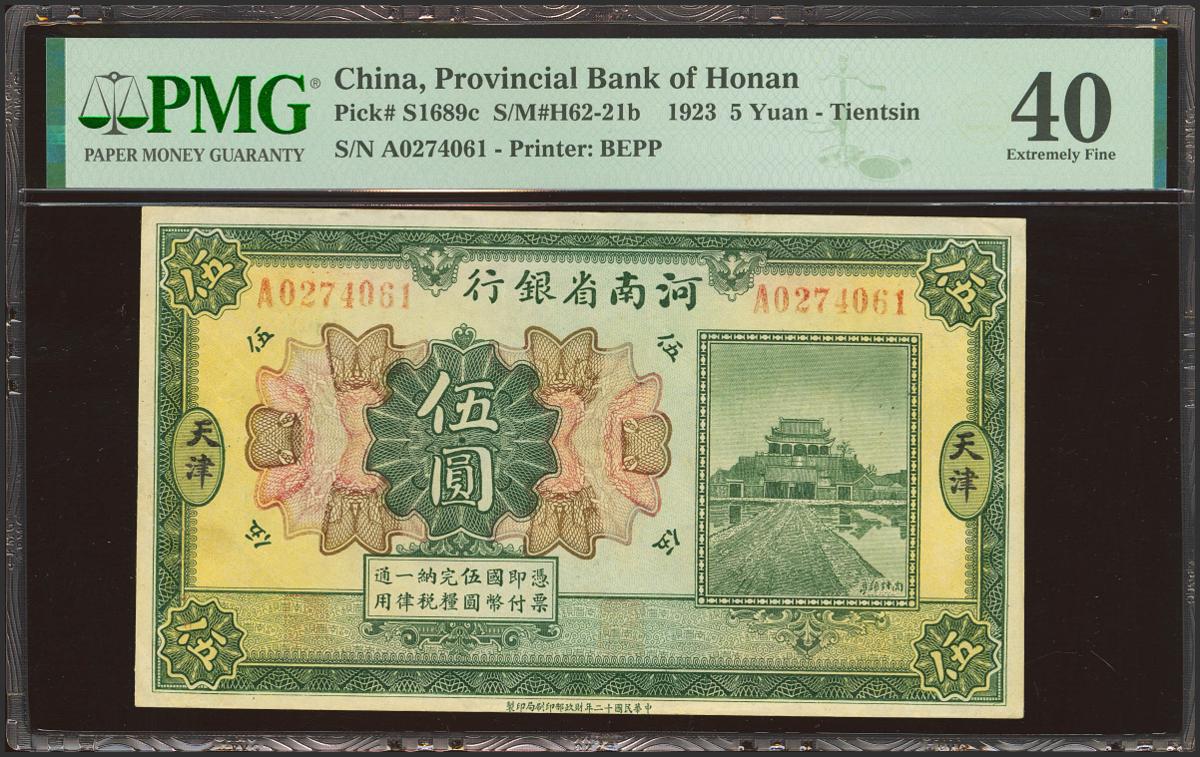 PMG®
PAPER MONEY GUARANTY
China, Provincial Bank of Honan
Pick# S1689c S/M#H62-21b 1923 5 Yuan - Tientsin
S/N A0274061 - Printer: BEPP
40
Extremely Fine
伍
伍
A0274061
行銀省南河
A0274061
伍
伍
天津
伍圓
天津
伍
伍
通一納完伍國即憑
用律税糧圓幣付票
伍
伍
中華民國十二年財政部印刷局印製